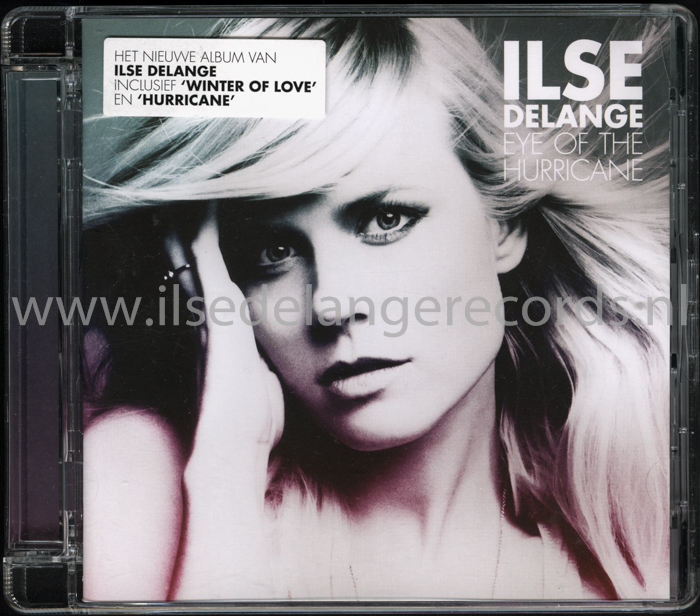 HET NIEUWE ALBUM VAN
ILSE DELANGE
INCLUSIEF 'WINTER OF LOVE'
EN 'HURRICANE'
ILSE
DELANGE
EYE OF THE
HURRICANE
www.ilsedelangerecords.nl